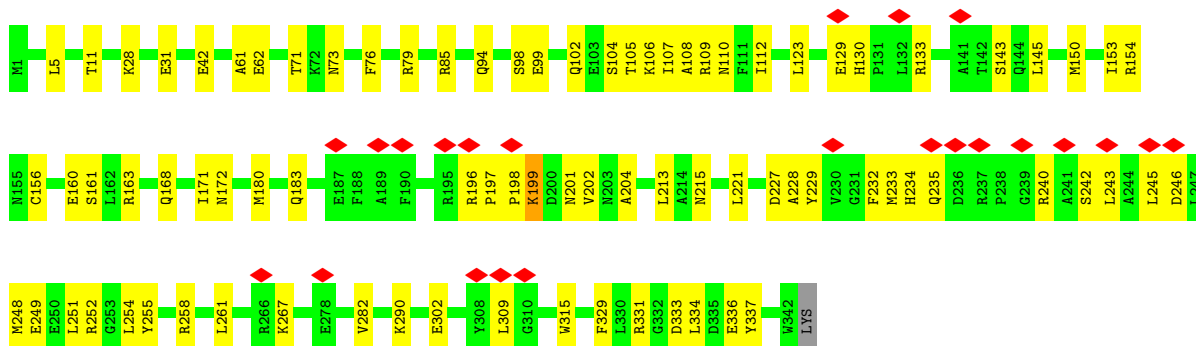 M1 L5 T11 K28 E31 E42 A61 E62 T71 K72 N73 F76 R79 R85 Q94 S98 E99 Q102 E103 S104 T105 K106 I107 A108 R109 N110 F111 I112 L123 E129 H130 P131 L132 R133 A141 T142 S143 Q144 L145 M150 I153 R154
N155 C156 E160 S161 L162 R163 Q168 I171 N172 M180 Q183 E187 F188 A189 F190 R195 R196 P197 P198 K199 D200 N201 V202 N203 A204 L213 A214 N215 L221 D227 A228 Y229 V230 G231 F232 M233 H234 Q235 D236 R237 P238 G239 R240 A241 S242 L243 A244 L245 D246 L247
M248 E249 E250 L251 R252 G253 L254 Y255 R258 L261 R266 K267 E278 V282 K290 E302 Y308 L309 G310 W315 F329 L330 R331 G332 D333 L334 D335 E336 Y337 W342 LYS